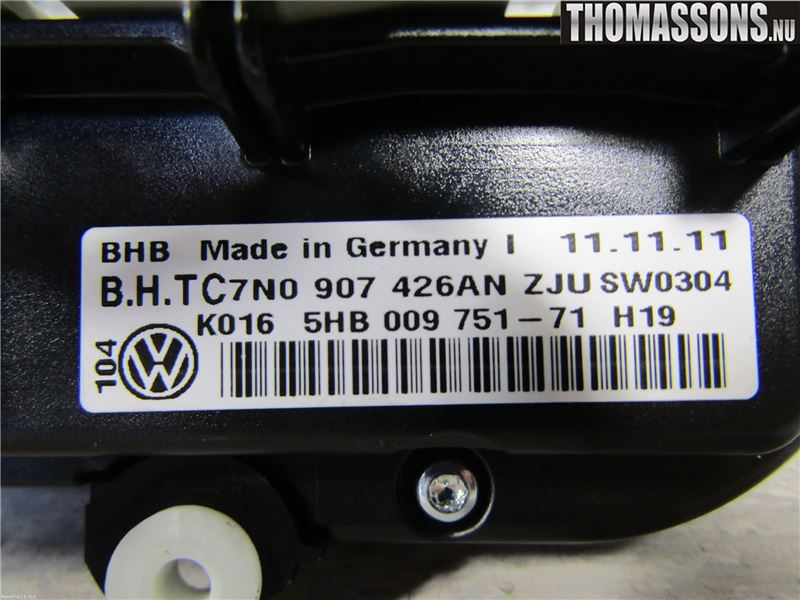 THOMASSONS.NU
BHB Made in Germany I 11.11.11
B.H.TC7N0 907 426AN ZJU SW0304
K016 5HB 009 751-71 H19
104